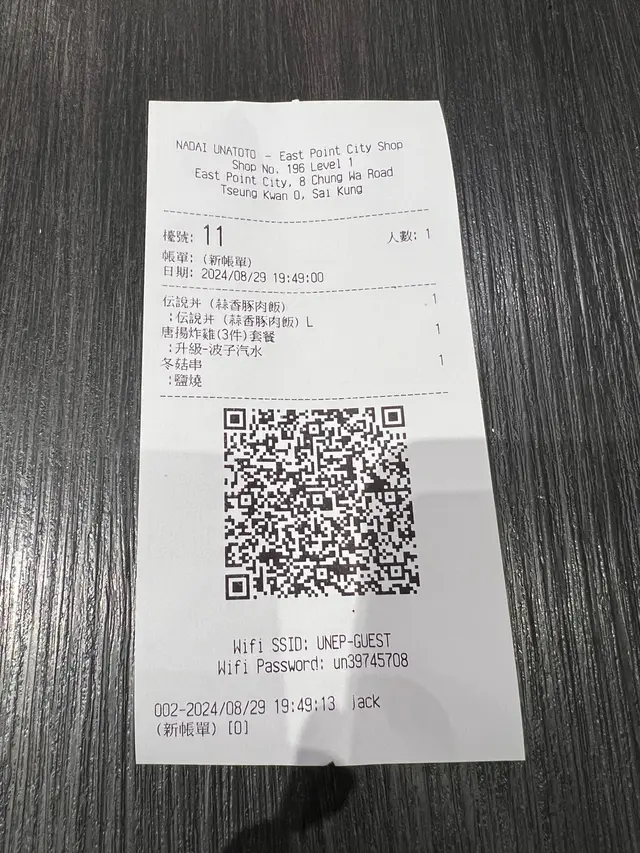 NADAI UNATOTO - East Point City Shop
Shop No. 196 Level 1
East Point City, 8 Chung Wa Road
Tseung Kwan O, Sai Kung
檯號: 11 人數: 1
帳單: (新帳單)
日期: 2024/08/29 19:49:00
伝說丼 (蒜香豚肉飯) 1
:伝說丼 (蒜香豚肉飯) L
唐揚炸雞(3件)套餐 1
:升級-波子汽水
冬菇串 1
:鹽燒
Wifi SSID: UNEP-GUEST
Wifi Password: un39745708
002-2024/08/29 19:49:13 jack
(新帳單) [0]